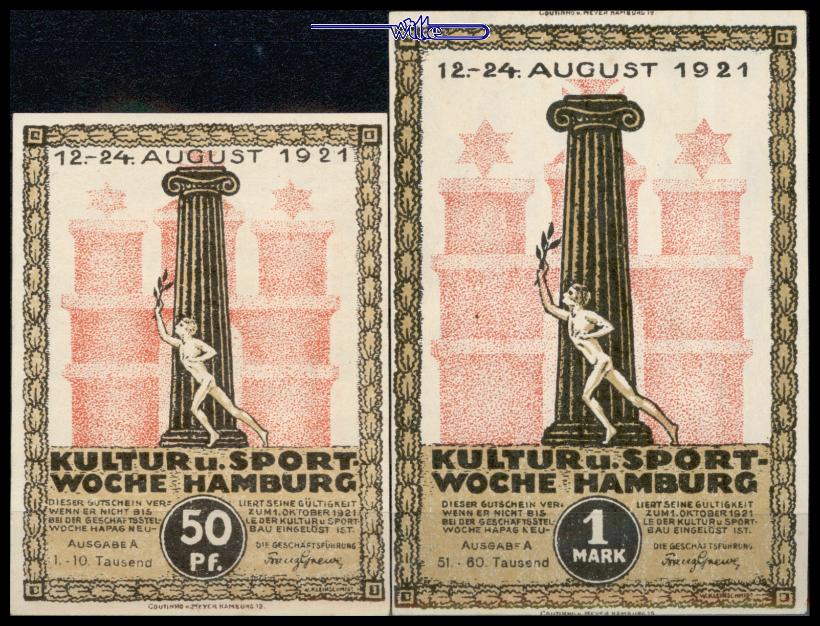 wille
12.-24. AUGUST 1921
KULTUR u. SPORT-
WOCHE HAMBURG
DIESER GUTSCHEIN VER-
WENN ER NICHT BIS
BEI DER GESCHÄFTSSTEL-
WOCHE HAPAG NEU-
LIERT SEINE GÜLTIGKEIT
ZUM 1. OKTOBER 1921
LE DER KULTUR U SPORT-
BAU EINGELÖST IST.
50
Pf.
AUSGABE A
1. - 10. Tausend
DIE GESCHÄFTSFÜHRUNG
W. KLEINSCHMIDT
COUTINHO u. MEYER HAMBURG 19.
COUTINHO u. MEYER HAMBURG 19
12.-24. AUGUST 1921
KULTUR u. SPORT-
WOCHE HAMBURG
DIESER GUTSCHEIN VER-
WENN ER NICHT BIS
BEI DER GESCHÄFTSSTEL-
WOCHE HAPAG NEU-
LIERT SEINE GÜLTIGKEIT
ZUM 1. OKTOBER 1921
LE DER KULTUR U SPORT-
BAU EINGELÖST IST.
1
MARK
AUSGABE A
51. - 60. Tausend
DIE GESCHÄFTSFÜHRUNG
W. KLEINSCHMIDT
COUTINHO u. MEYER HAMBURG 19